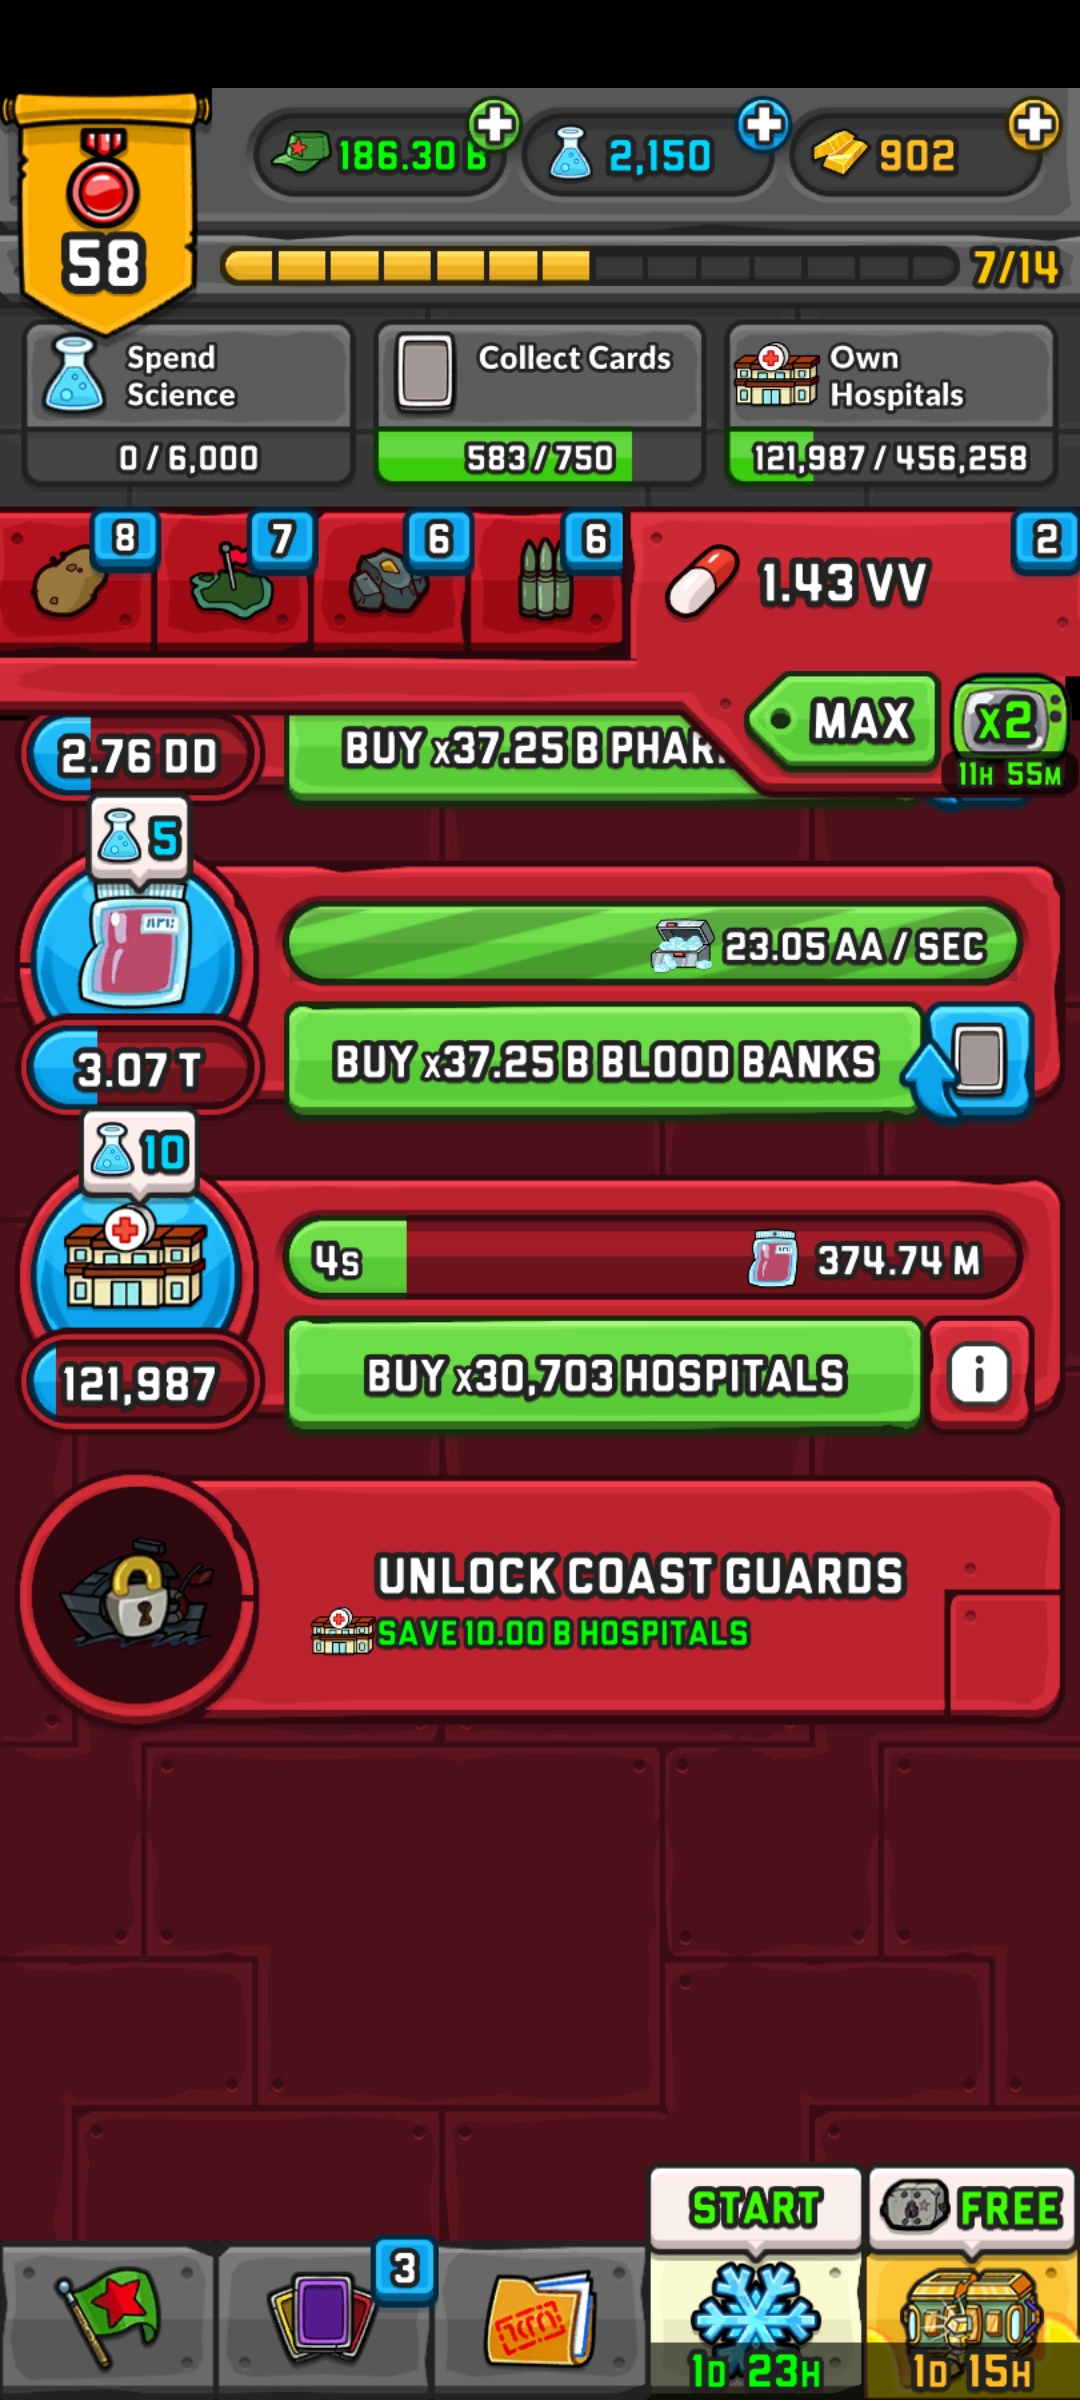 58
186.30 B
2,150
902
7/14
Spend
Science
0 / 6,000
Collect Cards
583 / 750
Own
Hospitals
121,987 / 456,258
8
7
6
6
1.43 VV
2
MAX
x2
11H 55M
2.76 DD
BUY x37.25 B PHAR
5
23.05 AA / SEC
BUY x37.25 B BLOOD BANKS
3.07 T
10
4s
374.74 M
BUY x30,703 HOSPITALS
i
121,987
UNLOCK COAST GUARDS
SAVE 10.00 B HOSPITALS
START
FREE
3
1D 23H
1D 15H